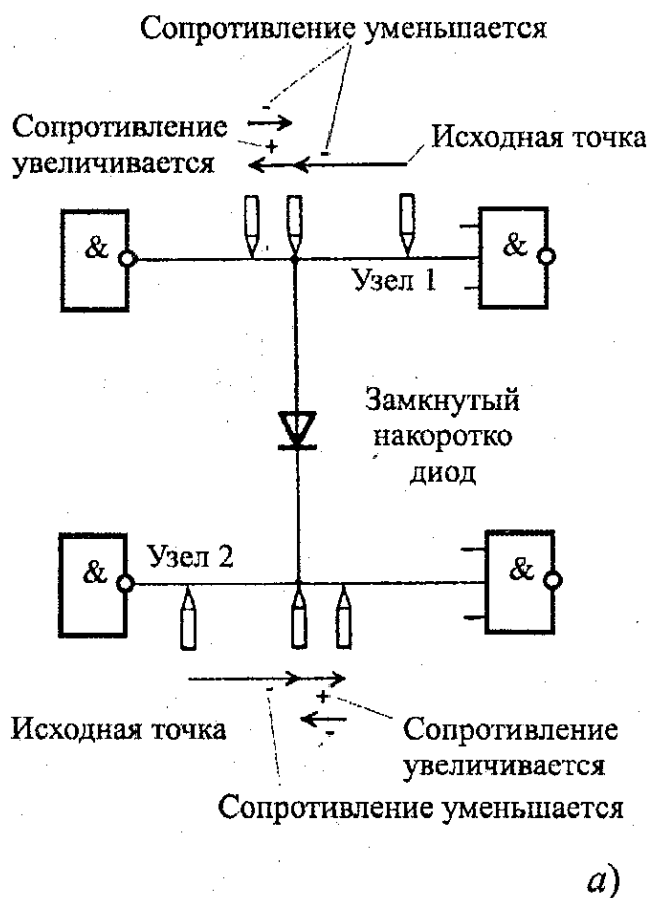 Сопротивление уменьшается
-
Сопротивление
увеличивается
+
-
Исходная точка
&
&
Узел 1
Замкнутый
накоротко
диод
&
Узел 2
&
-
+
-
Исходная точка
Сопротивление
увеличивается
Сопротивление уменьшается
а)